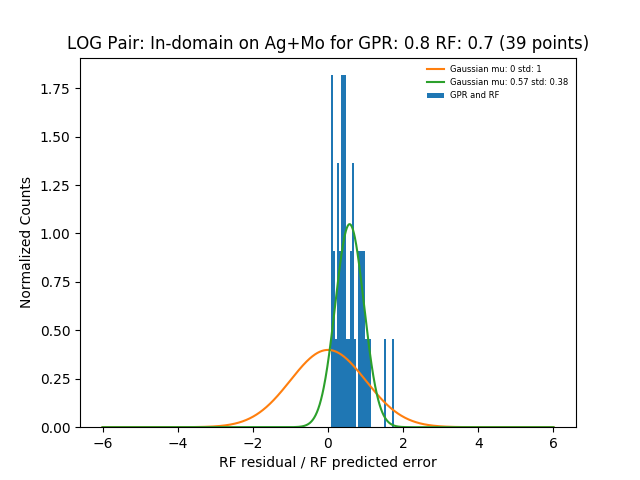 LOG Pair: In-domain on Ag+Mo for GPR: 0.8 RF: 0.7 (39 points)
Gaussian mu: 0 std: 1
Gaussian mu: 0.57 std: 0.38
GPR and RF
Normalized Counts
1.75
1.50
1.25
1.00
0.75
0.50
0.25
0.00
−6 −4 −2 0 2 4 6
RF residual / RF predicted error